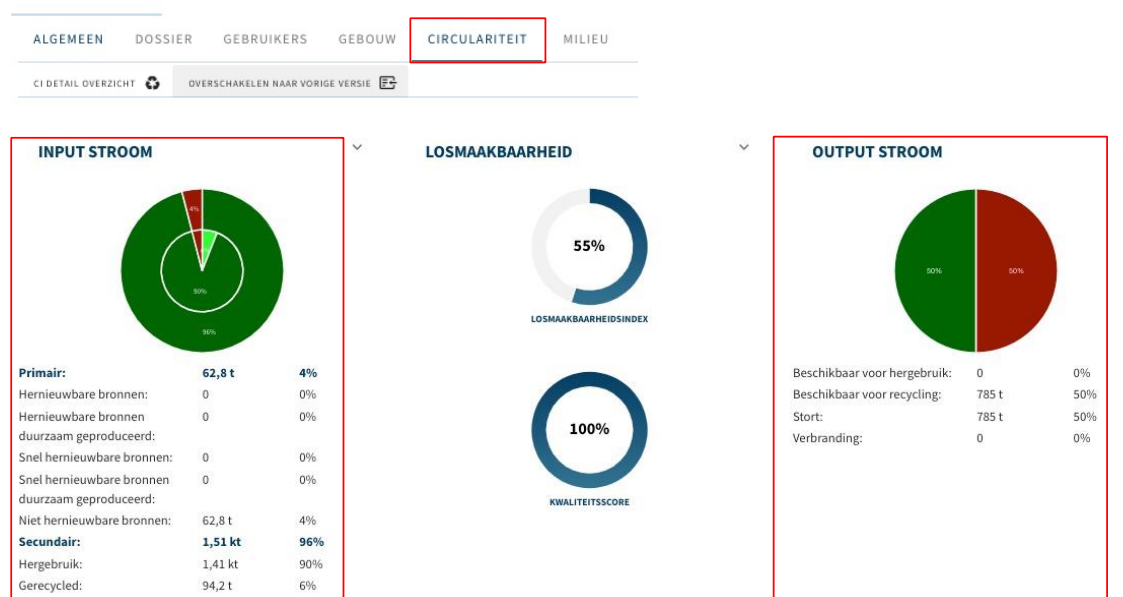 ALGEMEEN DOSSIER GEBRUIKERS GEBOUW CIRCULARITEIT MILIEU
CI DETAIL OVERZICHT OVERSCHAKELEN NAAR VORIGE VERSIE
INPUT STROOM
4%
90%
96%
Primair: 62,8 t 4%
Hernieuwbare bronnen: 0 0%
Hernieuwbare bronnen
duurzaam geproduceerd: 0 0%
Snel hernieuwbare bronnen: 0 0%
Snel hernieuwbare bronnen
duurzaam geproduceerd: 0 0%
Niet hernieuwbare bronnen: 62,8 t 4%
Secundair: 1,51 kt 96%
Hergebruik: 1,41 kt 90%
Gerecycled: 94,2 t 6%
LOSMAAKBAARHEID
55%
LOSMAAKBAARHEIDSINDEX
100%
KWALITEITSSCORE
OUTPUT STROOM
50% 50%
Beschikbaar voor hergebruik: 0 0%
Beschikbaar voor recycling: 785 t 50%
Stort: 785 t 50%
Verbranding: 0 0%